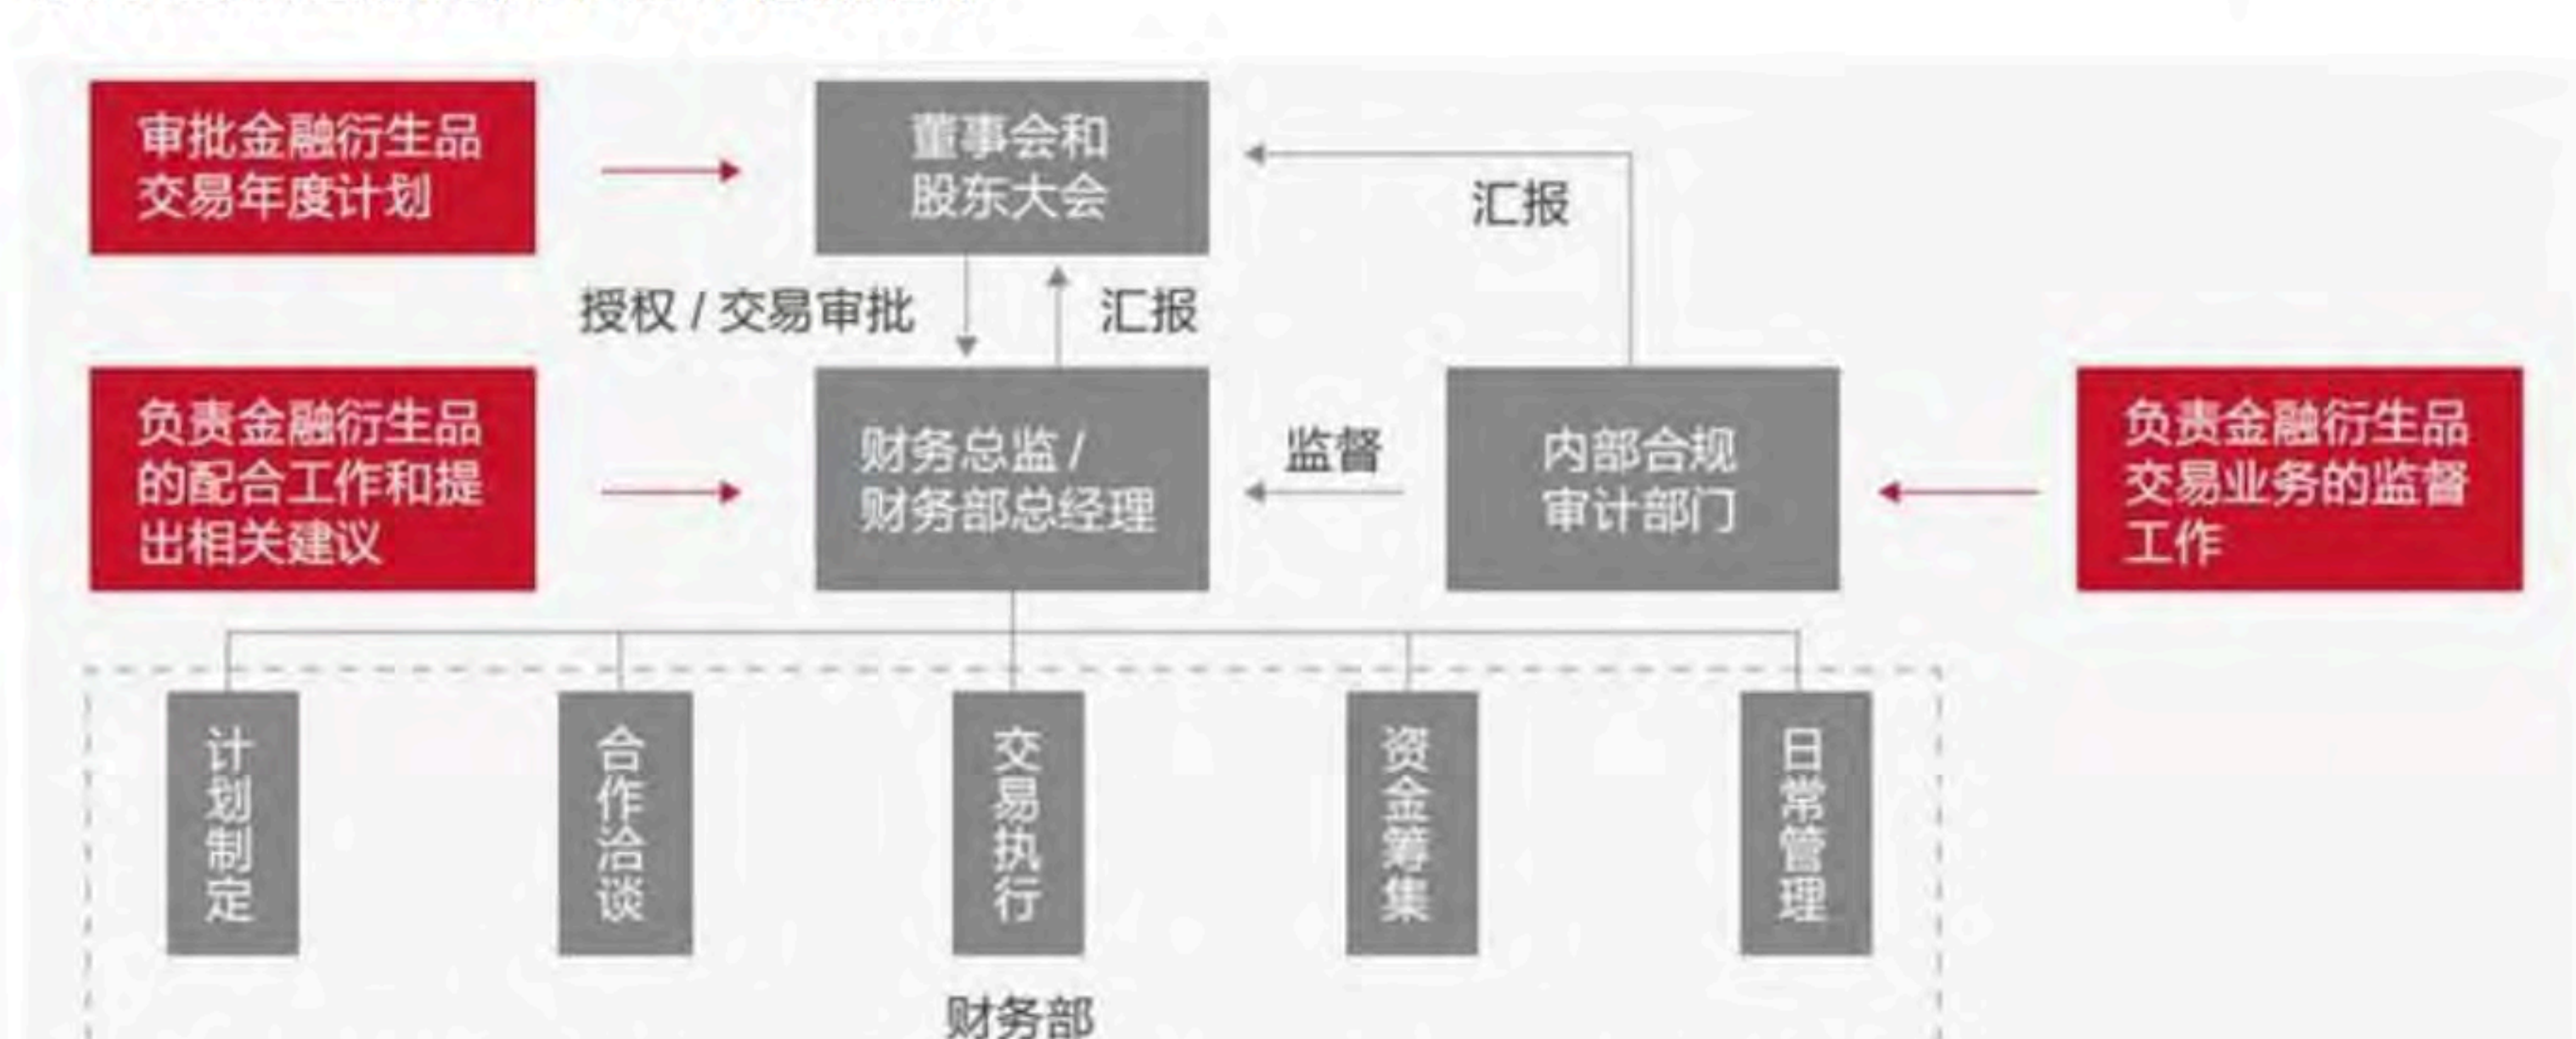 审批金融衍生品
交易年度计划
董事会和
股东大会
汇报
授权 / 交易审批
汇报
负责金融衍生品
的配合工作和提
出相关建议
财务总监 /
财务部总经理
监督
内部合规
审计部门
负责金融衍生品
交易业务的监督
工作
计划制定
合作洽谈
交易执行
资金筹集
日常管理
财务部